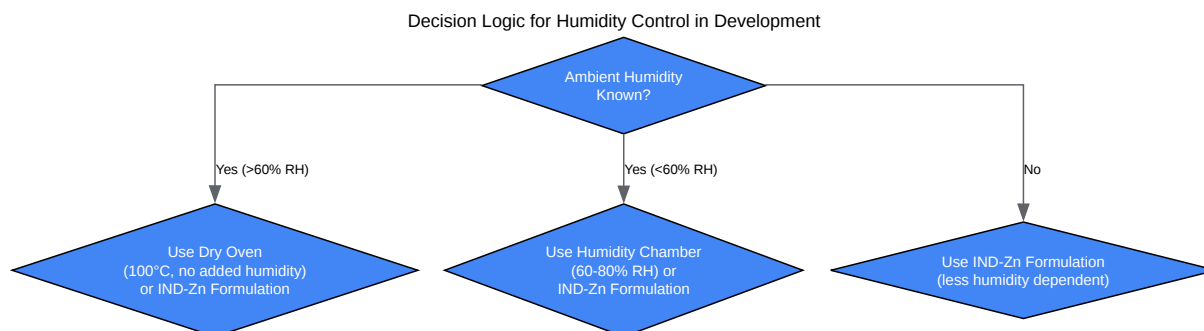 Decision Logic for Humidity Control in Development
Ambient Humidity
Known?
Yes (>60% RH)
Yes (<60% RH)
No
Use Dry Oven
(100°C, no added humidity)
or IND-Zn Formulation
Use Humidity Chamber
(60-80% RH) or
IND-Zn Formulation
Use IND-Zn Formulation
(less humidity dependent)